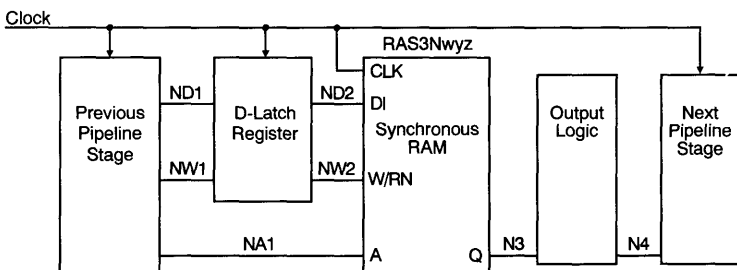 Clock
RAS3Nwyz
CLK
ND1
ND2
DI
Previous
Pipeline
Stage
D-Latch
Register
Synchronous
RAM
Output
Logic
Next
Pipeline
Stage
NW1
NW2
W/RN
NA1
A
Q
N3
N4